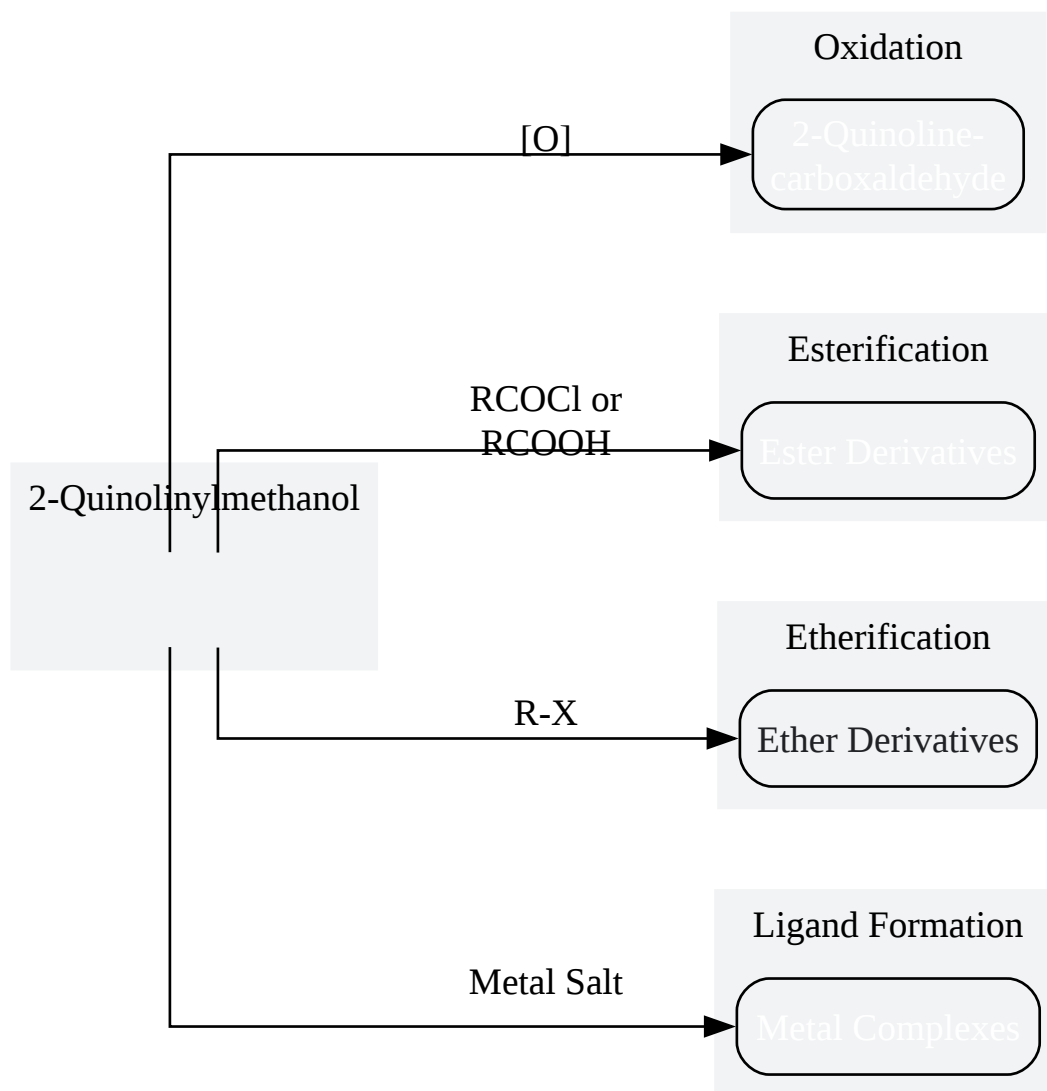 Oxidation
[O]
2-Quinoline-
carboxaldehyde
Esterification
RCOCl or
RCOOH
Ester Derivatives
2-Quinolinylmethanol
Etherification
R-X
Ether Derivatives
Ligand Formation
Metal Salt
Metal Complexes